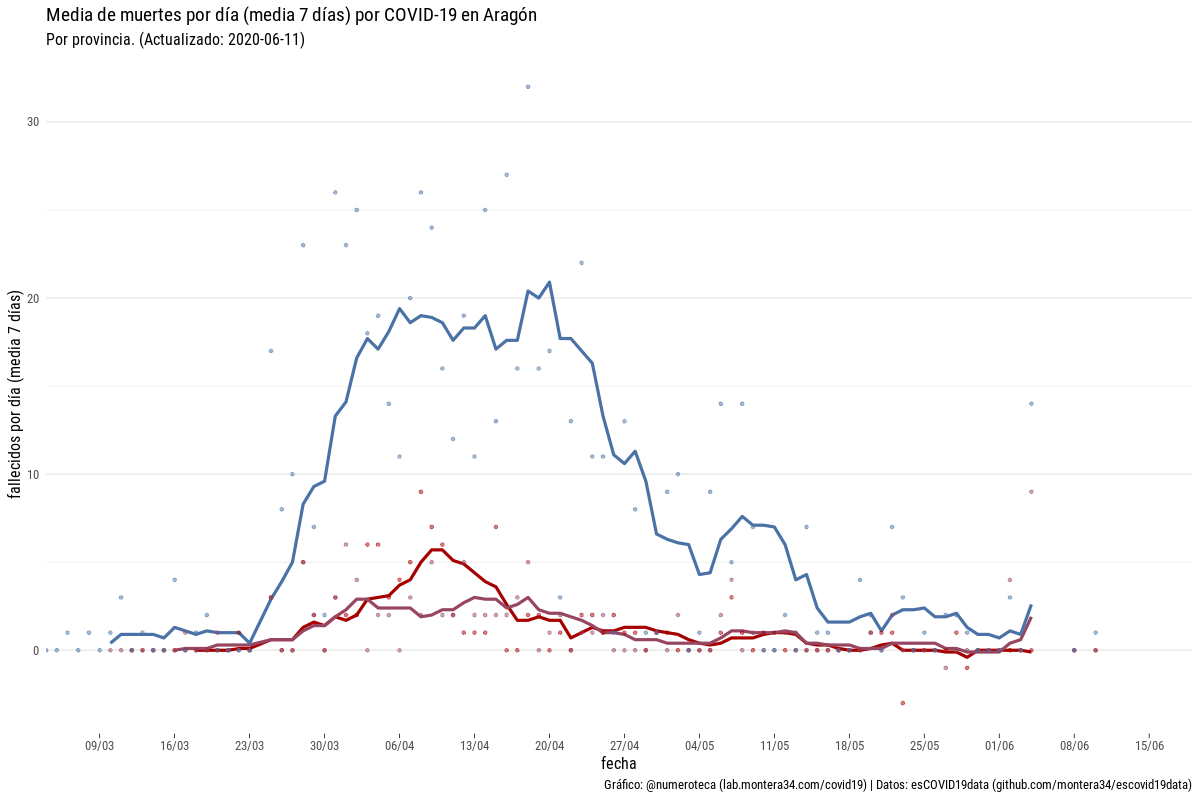 Media de muertes por día (media 7 días) por COVID-19 en Aragón
Por provincia. (Actualizado: 2020-06-11)
fallecidos por día (media 7 días)
30
20
10
0
09/03 16/03 23/03 30/03 06/04 13/04 20/04 27/04 04/05 11/05 18/05 25/05 01/06 08/06 15/06
fecha
Gráfico: @numeroteca (lab.montera34.com/covid19) | Datos: esCOVID19data (github.com/montera34/escovid19data)